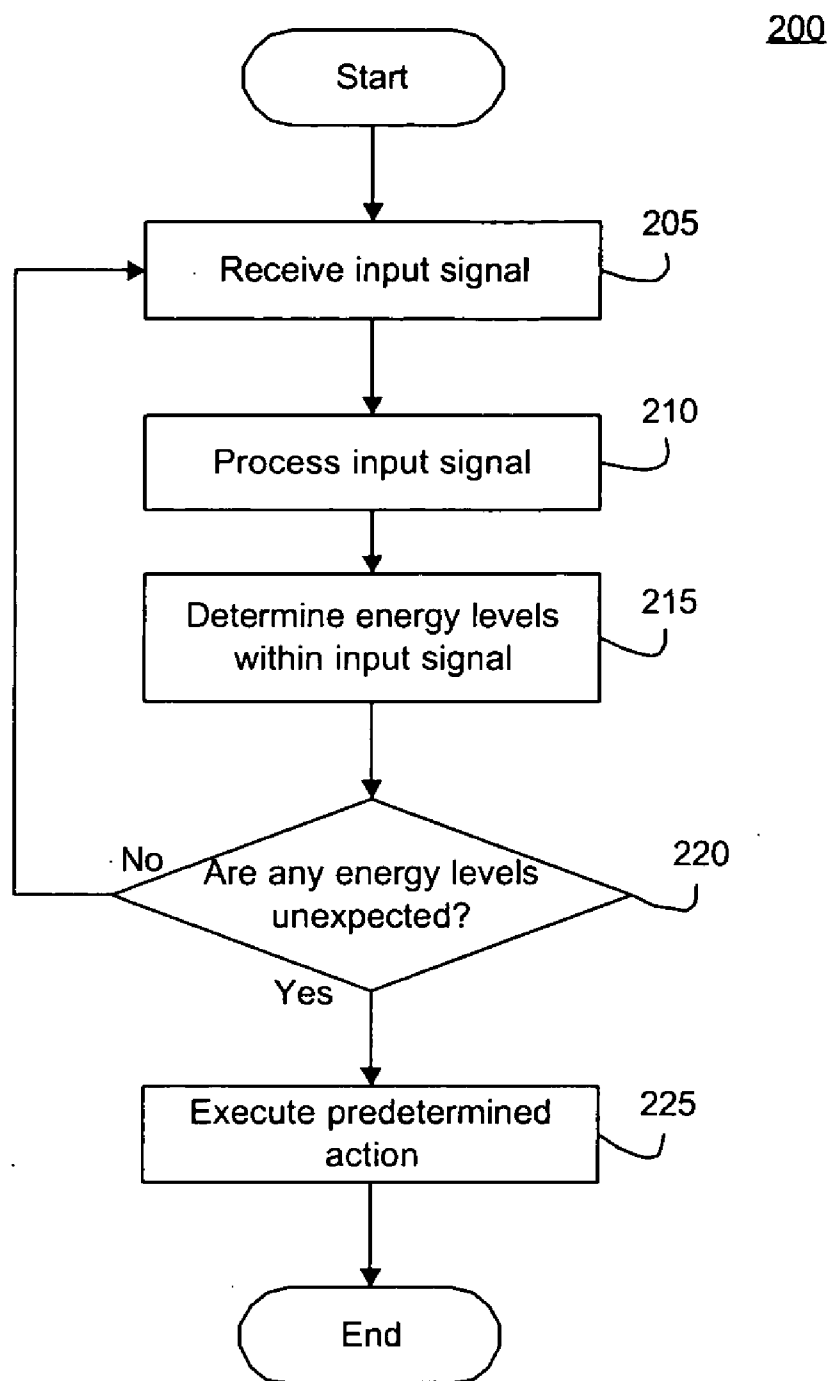 200
Start
205
Receive input signal
210
Process input signal
215
Determine energy levels
within input signal
No
Are any energy levels
unexpected?
220
Yes
225
Execute predetermined
action
End